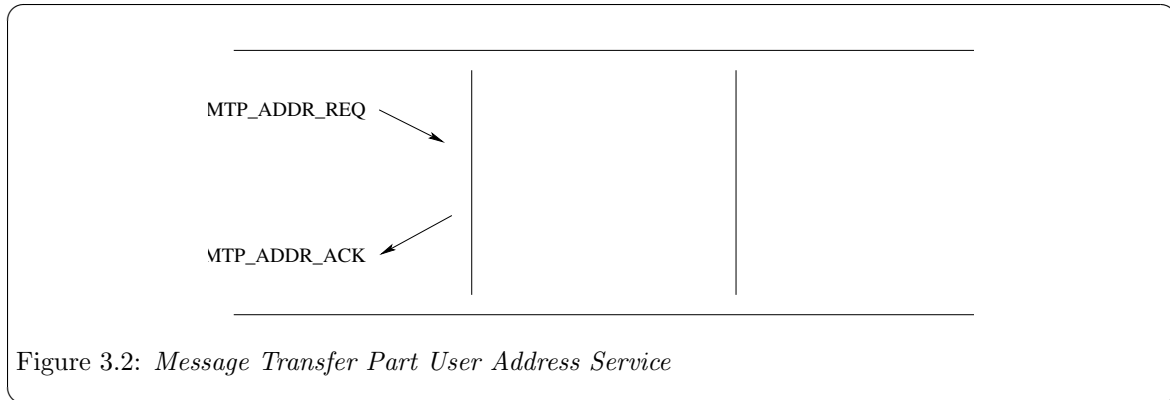 MTP_ADDR_REQ
MTP_ADDR_ACK
Figure 3.2: Message Transfer Part User Address Service